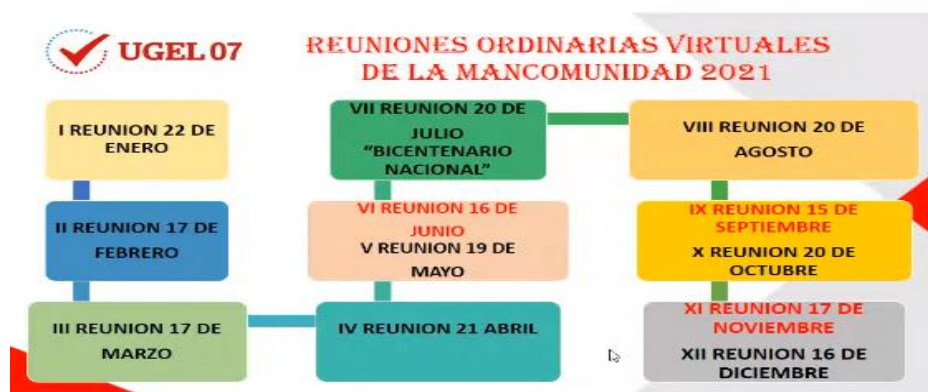 UGEL 07
REUNIONES ORDINARIAS VIRTUALES
DE LA MANCOMUNIDAD 2021
I REUNION 22 DE
ENERO
II REUNION 17 DE
FEBRERO
III REUNION 17 DE
MARZO
IV REUNION 21 ABRIL
VI REUNION 16 DE
JUNIO
V REUNION 19 DE
MAYO
VII REUNION 20 DE
JULIO
“BICENTENARIO
NACIONAL”
VIII REUNION 20 DE
AGOSTO
IX REUNION 15 DE
SEPTIEMBRE
X REUNION 20 DE
OCTUBRE
XI REUNION 17 DE
NOVIEMBRE
XII REUNION 16 DE
DICIEMBRE